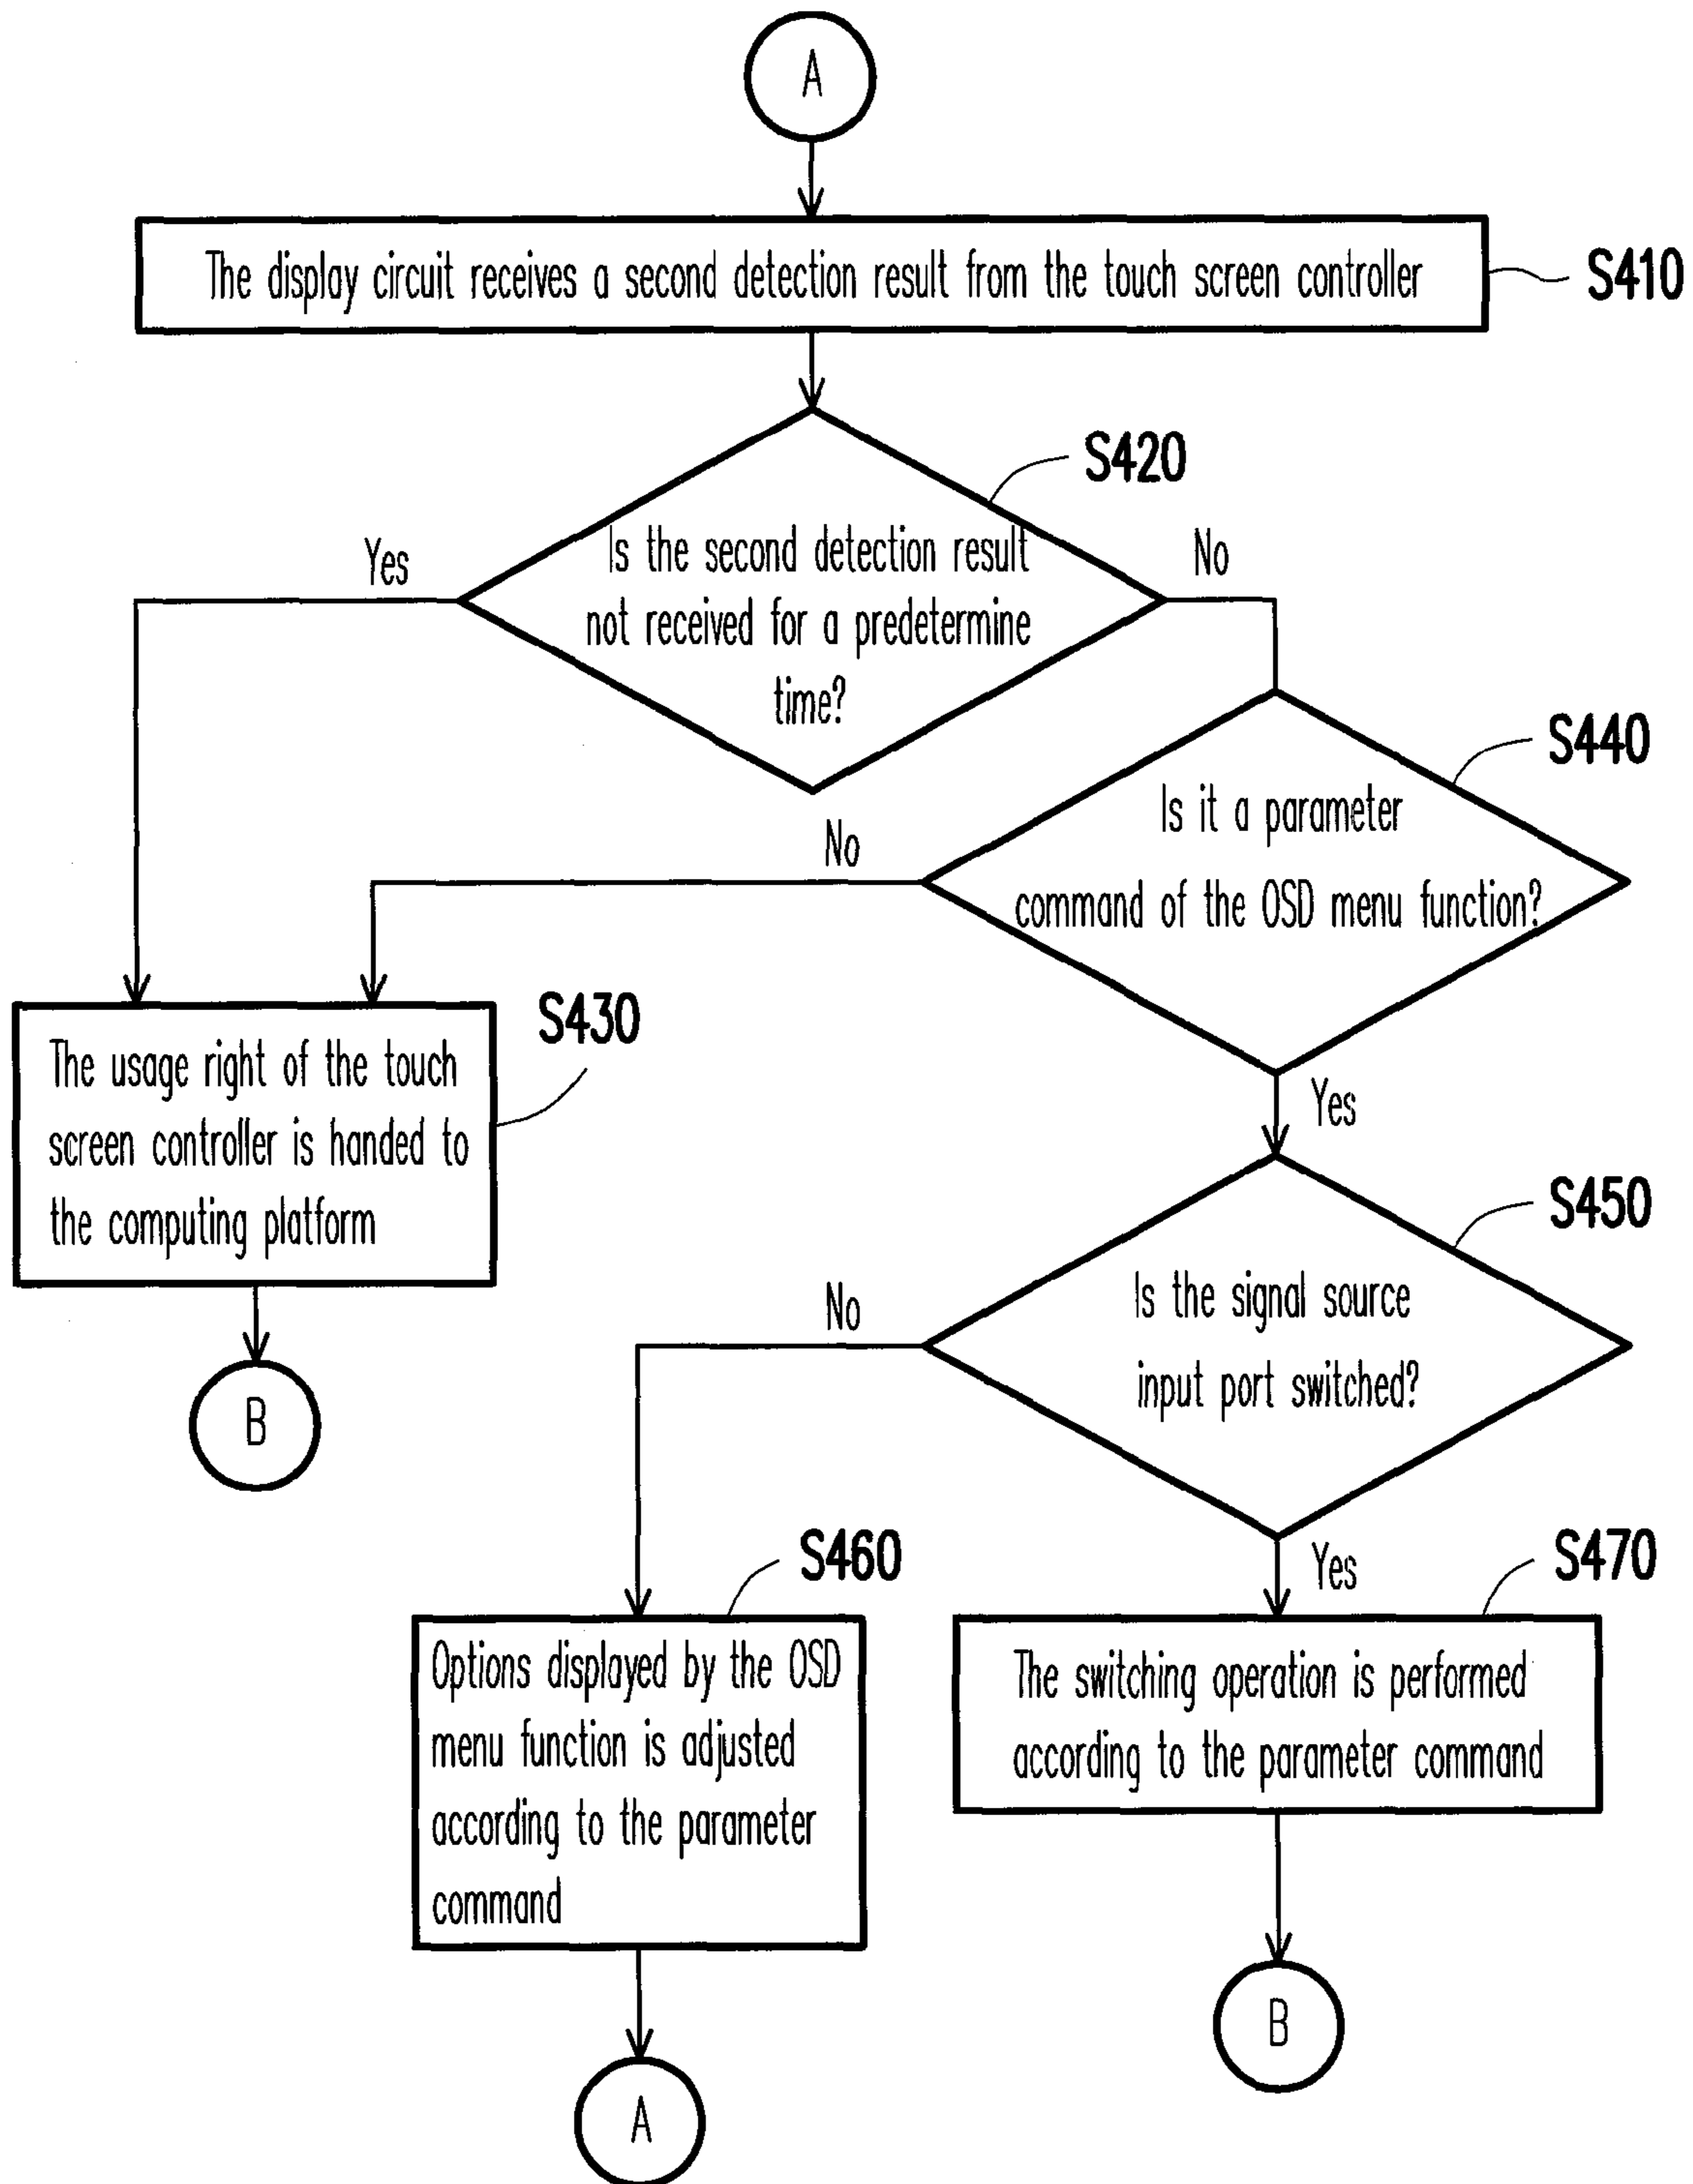 A
The display circuit receives a second detection result from the touch screen controller
S410
S420
Yes
Is the second detection result
not received for a predetermine
time?
No
S440
Is it a parameter
command of the OSD menu function?
No
Yes
S430
The usage right of the touch
screen controller is handed to
the computing platform
B
S450
Is the signal source
input port switched?
No
Yes
S460
Options displayed by the OSD
menu function is adjusted
according to the parameter
command
A
S470
The switching operation is performed
according to the parameter command
B